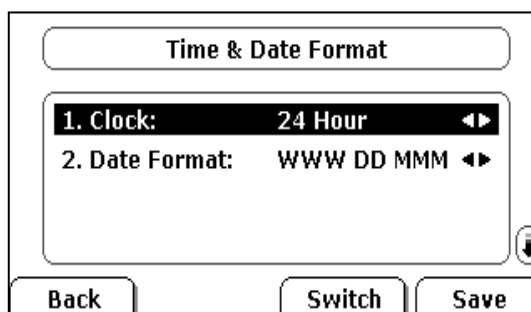 Time & Date Format
1. Clock: 24 Hour
2. Date Format: WWW DD MMM
Back Switch Save